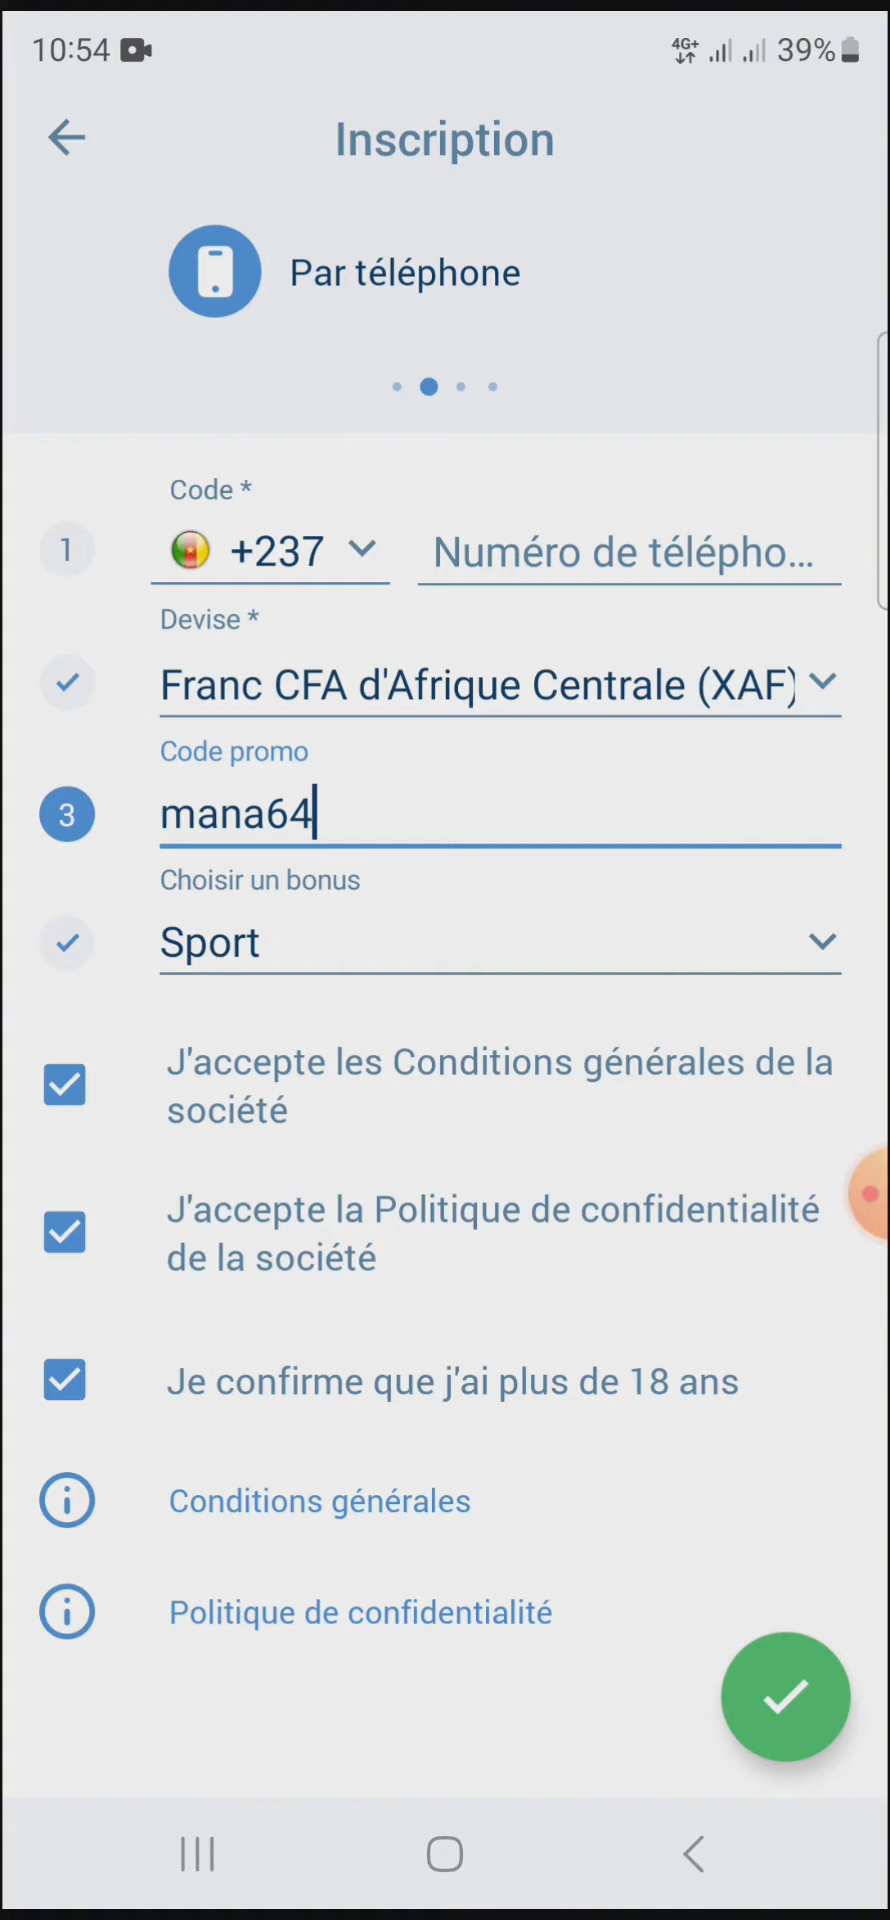 10:54
4G+ 39%
Inscription
Par téléphone
Code *
1 +237 Numéro de télépho...
Devise *
Franc CFA d'Afrique Centrale (XAF)
Code promo
3 mana64
Choisir un bonus
Sport
J'accepte les Conditions générales de la
société
J'accepte la Politique de confidentialité
de la société
Je confirme que j'ai plus de 18 ans
Conditions générales
Politique de confidentialité